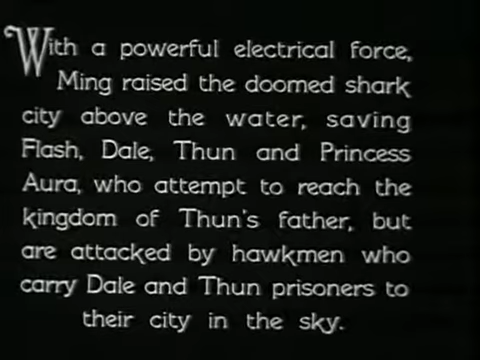 With a powerful electrical force,
Ming raised the doomed shark
city above the water, saving
Flash, Dale, Thun and Princess
Aura, who attempt to reach the
kingdom of Thun's father, but
are attacked by hawkmen who
carry Dale and Thun prisoners to
their city in the sky.